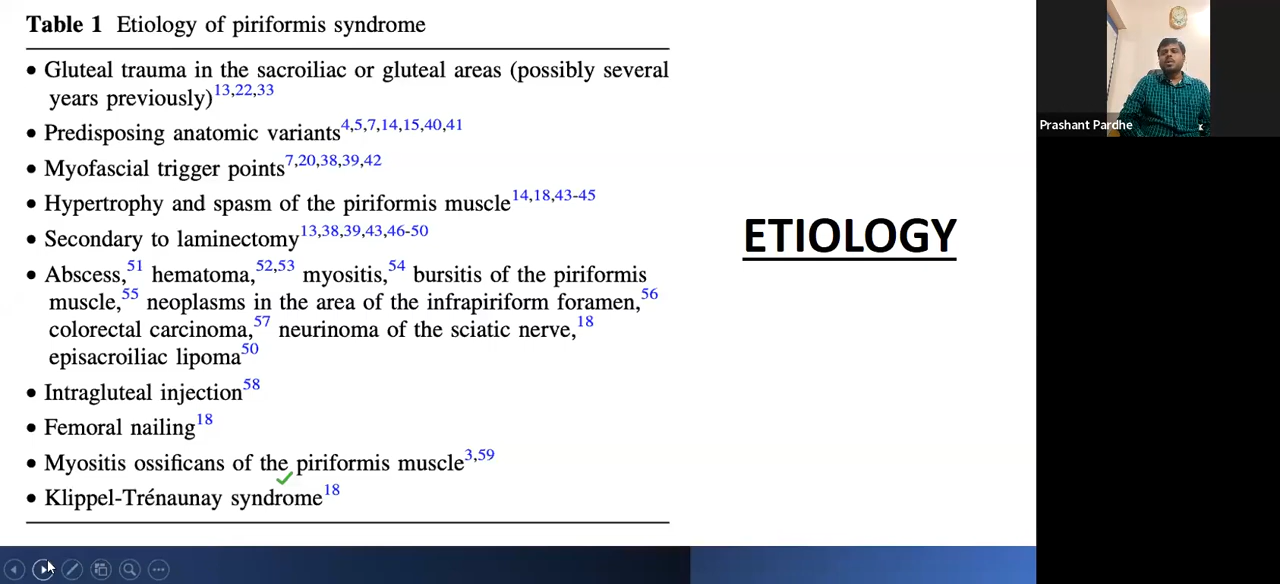 Table 1 Etiology of piriformis syndrome
• Gluteal trauma in the sacroiliac or gluteal areas (possibly several
years previously)13,22,33
• Predisposing anatomic variants4,5,7,14,15,40,41
• Myofascial trigger points7,20,38,39,42
• Hypertrophy and spasm of the piriformis muscle14,18,43-45
• Secondary to laminectomy13,38,39,43,46-50
• Abscess,51 hematoma,52,53 myositis,54 bursitis of the piriformis
muscle,55 neoplasms in the area of the infrapiriform foramen,56
colorectal carcinoma,57 neurinoma of the sciatic nerve,18
episacroiliac lipoma50
• Intragluteal injection58
• Femoral nailing18
• Myositis ossificans of the piriformis muscle3,59
• Klippel-Trénaunay syndrome18
ETIOLOGY
Prashant Pardhe